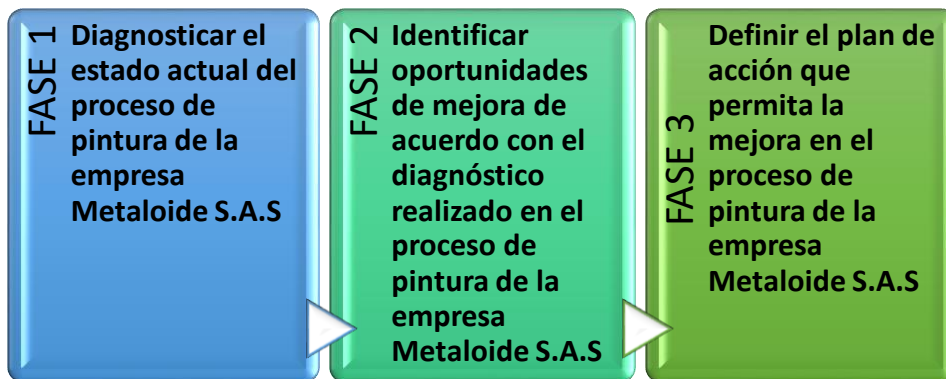 FASE 1
Diagnosticar el
estado actual del
proceso de
pintura de la
empresa
Metaloide S.A.S
FASE 2
Identificar
oportunidades
de mejora de
acuerdo con el
diagnóstico
realizado en el
proceso de
pintura de la
empresa
Metaloide S.A.S
FASE 3
Definir el plan de
acción que
permita la
mejora en el
proceso de
pintura de la
empresa
Metaloide S.A.S